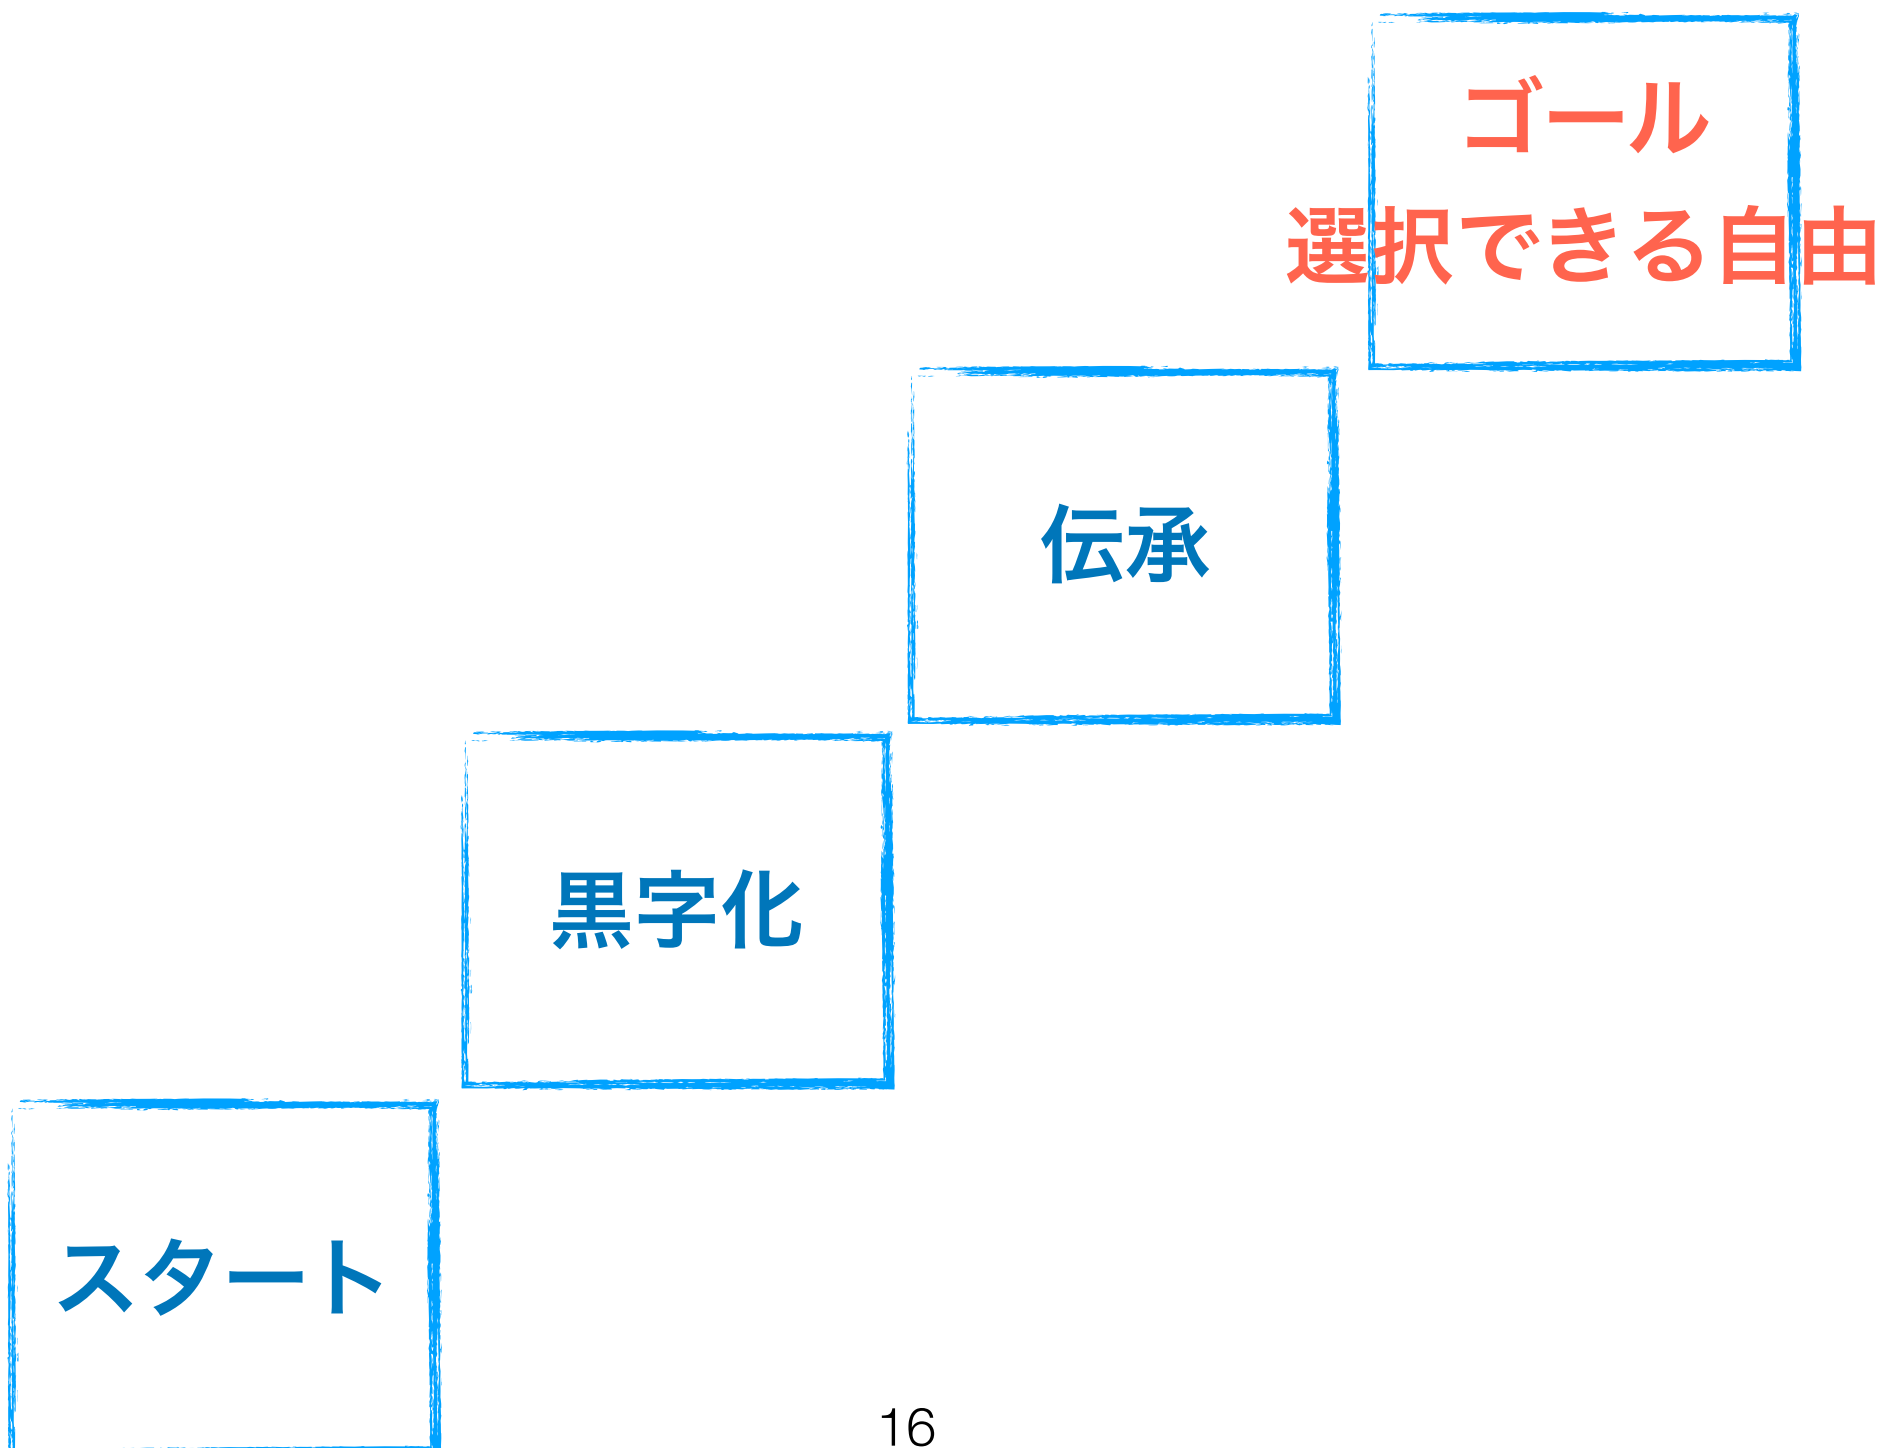 ゴール
選択できる自由
伝承
黒字化
スタート
16